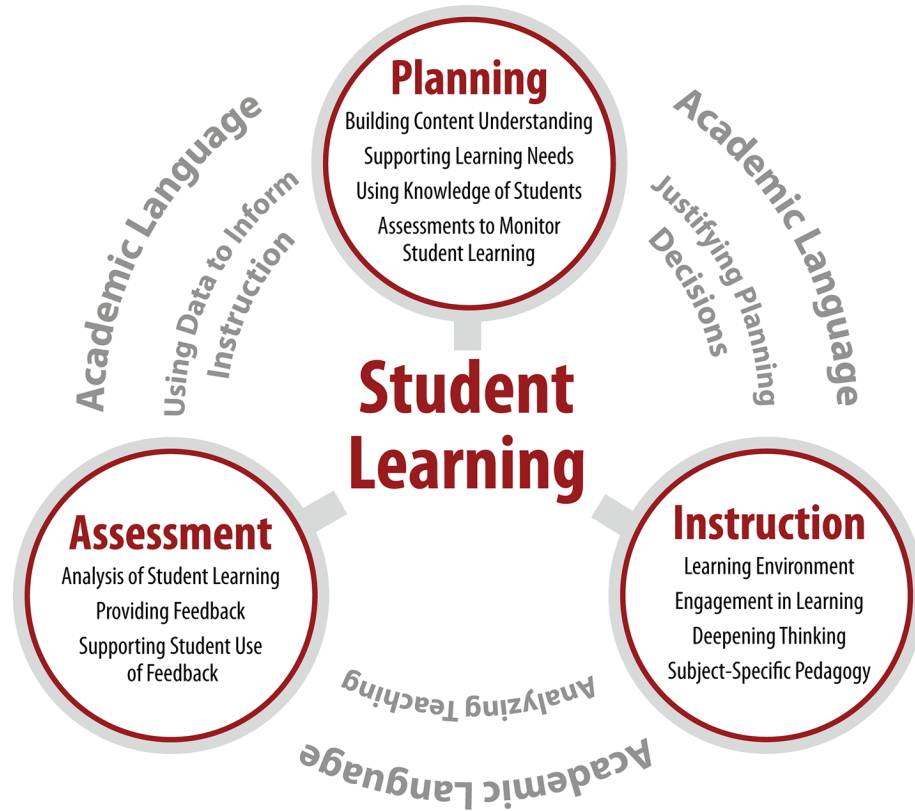 Planning
Building Content Understanding
Supporting Learning Needs
Using Knowledge of Students
Assessments to Monitor
Student Learning
Academic Language
Using Data to Inform
Instruction
Academic Language
Justifying Planning
Decisions
Student
Learning
Assessment
Analysis of Student Learning
Providing Feedback
Supporting Student Use
of Feedback
Instruction
Learning Environment
Engagement in Learning
Deepening Thinking
Subject-Specific Pedagogy
Analyzing Teaching
Academic Language